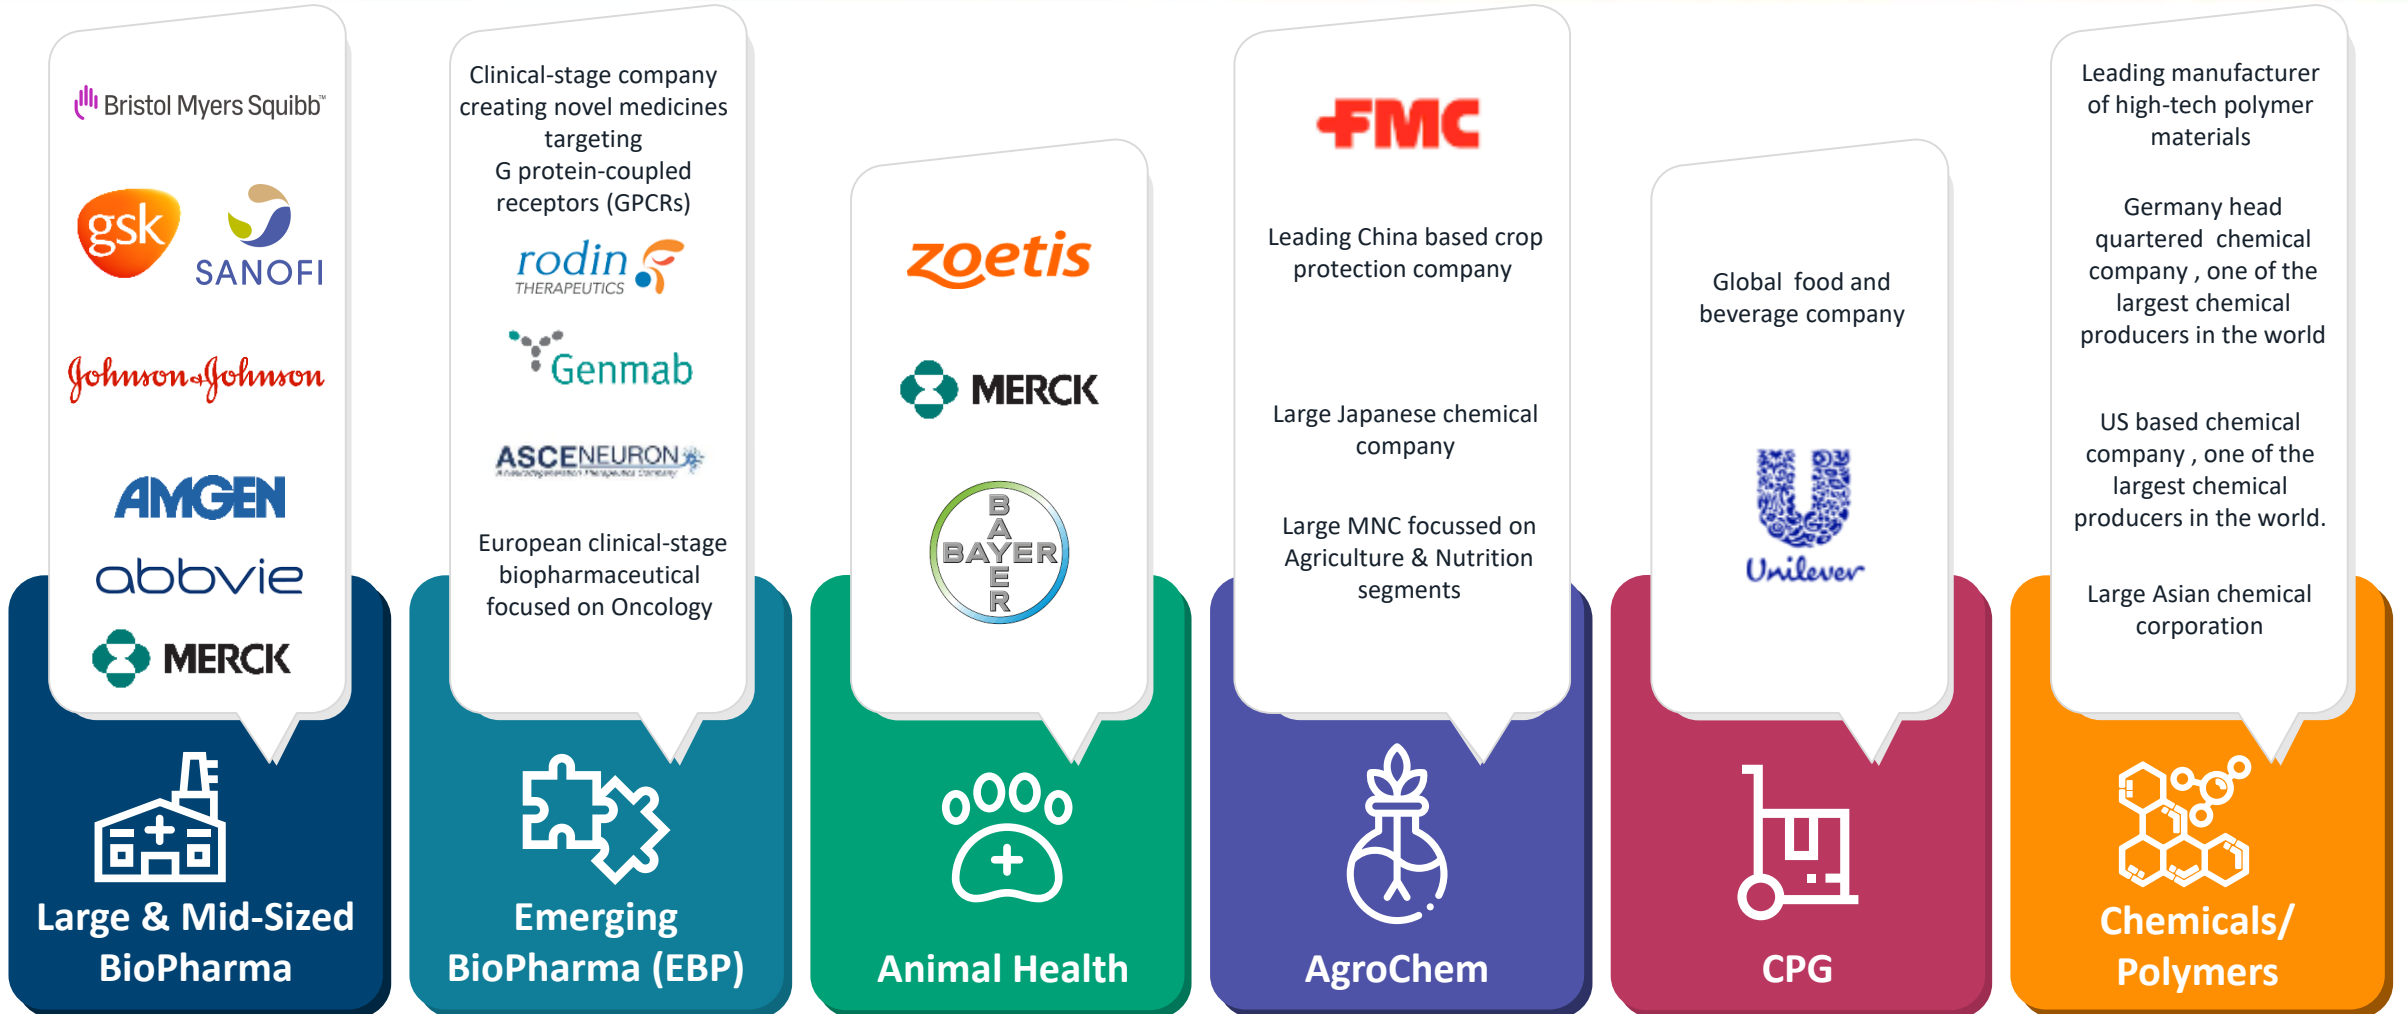 Bristol Myers Squibb™
gsk
SANOFI
Johnson & Johnson
AMGEN
abbvie
MERCK
Large & Mid-Sized
BioPharma
Clinical-stage company
creating novel medicines
targeting
G protein-coupled
receptors (GPCRs)
rodin
THERAPEUTICS
Genmab
ASCENEURON
A Neurodegeneration Therapeutics Company
European clinical-stage
biopharmaceutical
focused on Oncology
Emerging
BioPharma (EBP)
zoetis
MERCK
BAYER
BAYER
Animal Health
FMC
Leading China based crop
protection company
Large Japanese chemical
company
Large MNC focussed on
Agriculture & Nutrition
segments
AgroChem
Global food and
beverage company
Unilever
CPG
Leading manufacturer
of high-tech polymer
materials
Germany head
quartered chemical
company , one of the
largest chemical
producers in the world
US based chemical
company , one of the
largest chemical
producers in the world.
Large Asian chemical
corporation
Chemicals/
Polymers